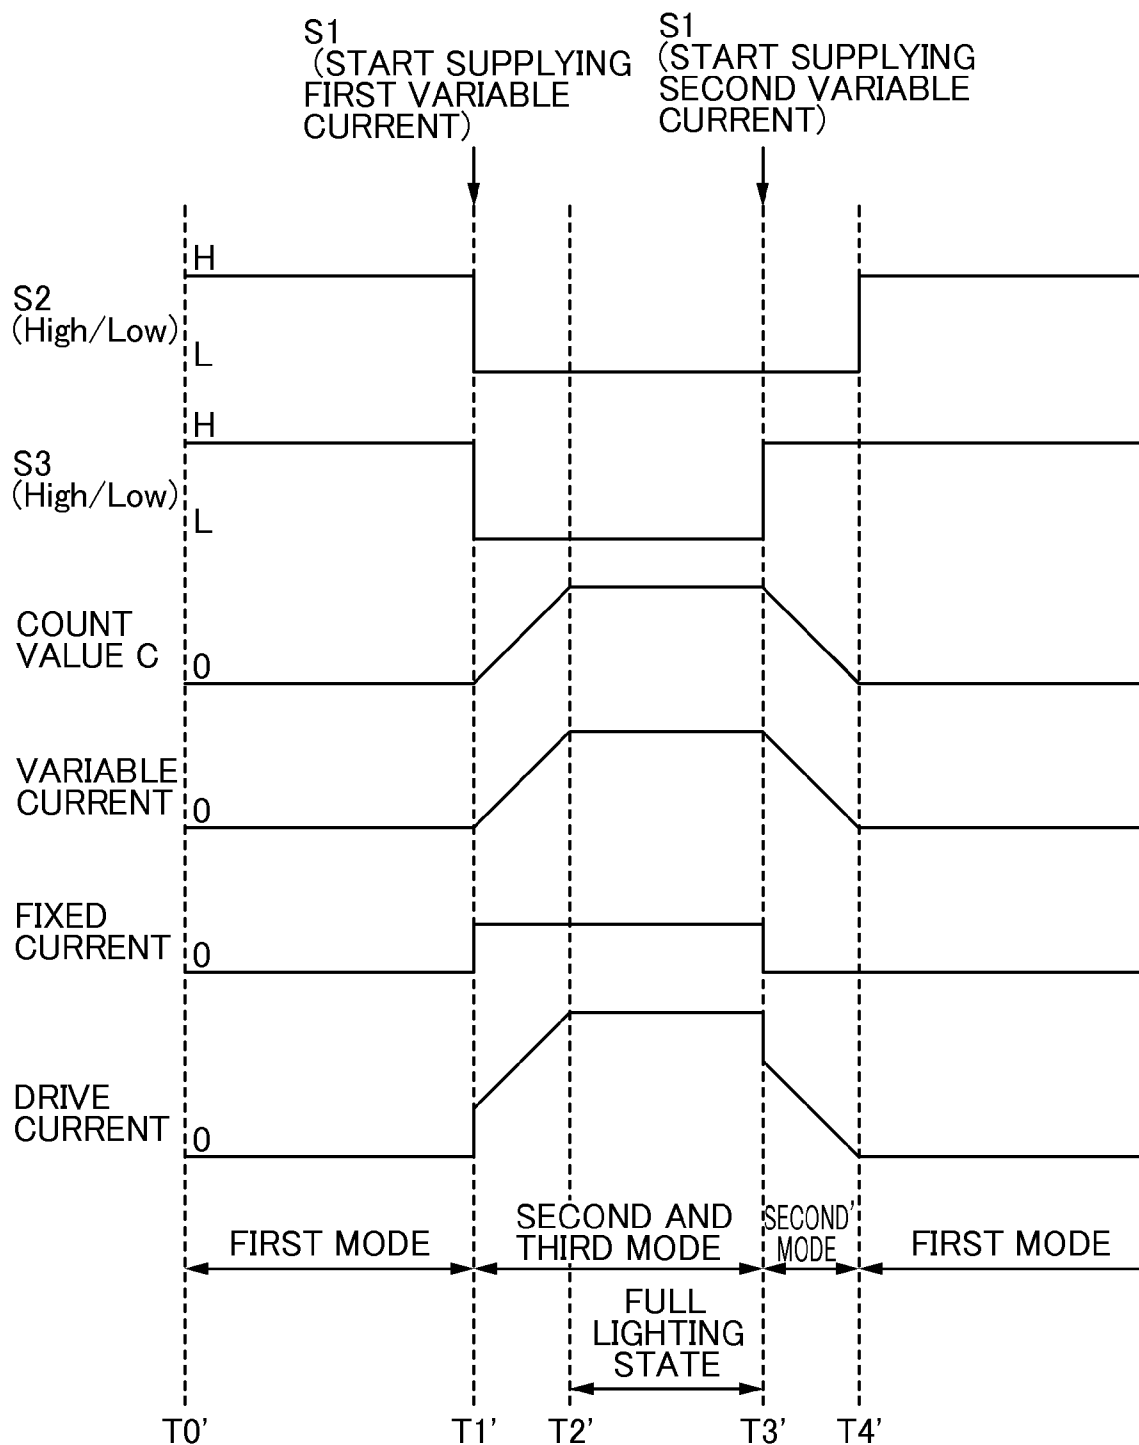 S1
(START SUPPLYING
FIRST VARIABLE
CURRENT)
S1
(START SUPPLYING
SECOND VARIABLE
CURRENT)
H
S2
(High/Low)
L
H
S3
(High/Low)
L
COUNT
VALUE C
0
VARIABLE
CURRENT
0
FIXED
CURRENT
0
DRIVE
CURRENT
0
FIRST MODE
SECOND AND
THIRD MODE
SECOND'
MODE
FIRST MODE
FULL
LIGHTING
STATE
T0'
T1'
T2'
T3'
T4'